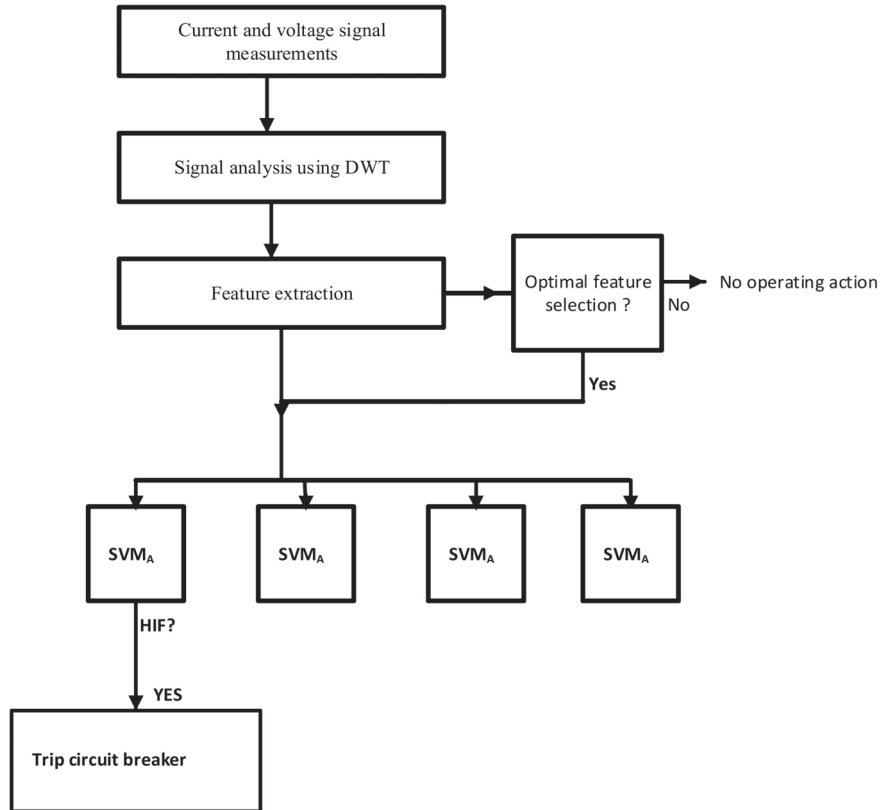 Current and voltage signal
measurements
Signal analysis using DWT
Feature extraction
Optimal feature
selection ?
No operating action
No
Yes
SVMA
SVMA
SVMA
SVMA
HIF?
YES
Trip circuit breaker